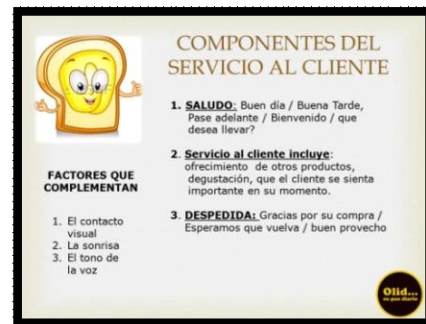 COMPONENTES DEL
SERVICIO AL CLIENTE
1. SALUDO: Buen día / Buena Tarde,
Pase adelante / Bienvenido / que
desea llevar?
2. Servicio al cliente incluye:
ofrecimiento de otros productos,
degustación, que el cliente se sienta
importante en su momento.
3. DESPEDIDA: Gracias por su compra /
Esperamos que vuelva / buen provecho
FACTORES QUE
COMPLEMENTAN
1. El contacto
visual
2. La sonrisa
3. El tono de
la voz
Olid...
su pan diario